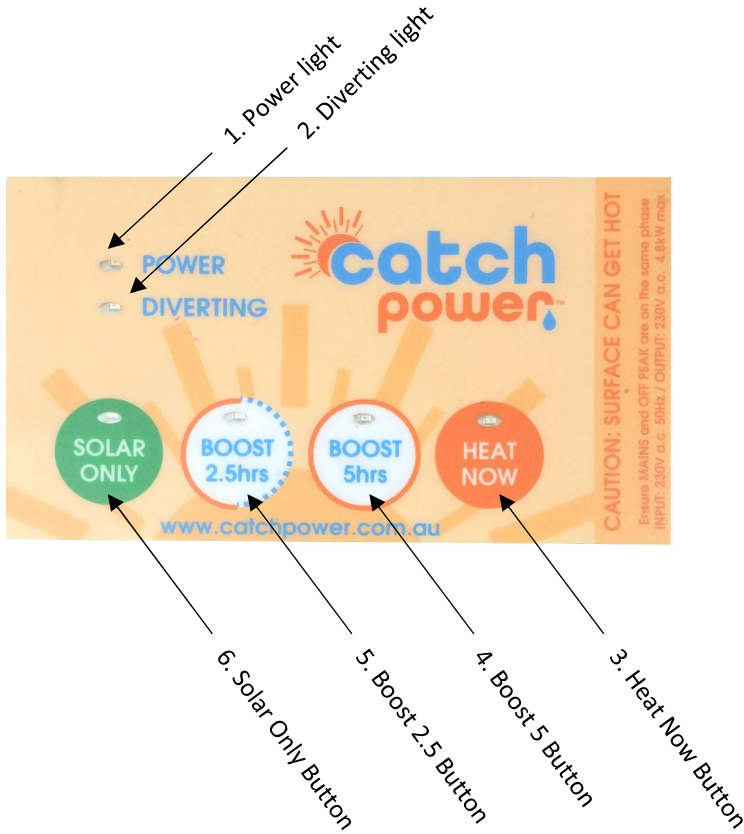 1. Power light
2. Diverting light
POWER
DIVERTING
catch
power™
SOLAR
ONLY
BOOST
2.5hrs
BOOST
5hrs
HEAT
NOW
www.catchpower.com.au
CAUTION: SURFACE CAN GET HOT
Ensure MAINS and OFF PEAK are on the same phase
INPUT: 230V a.c. 50Hz / OUTPUT: 230V a.c. 4.8kW max
6. Solar Only Button
5. Boost 2.5 Button
4. Boost 5 Button
3. Heat Now Button